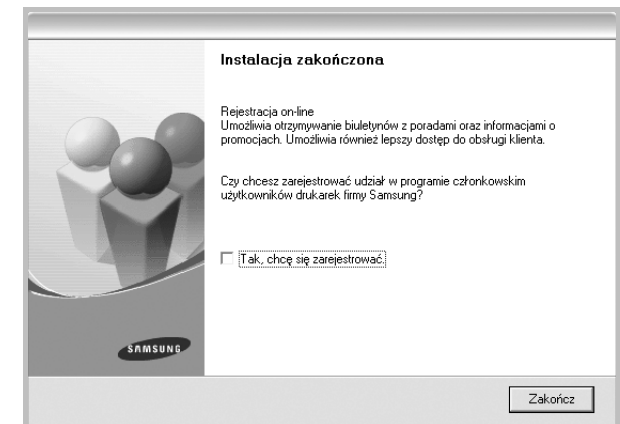 Instalacja zakończona
Rejestracja on-line
Umożliwia otrzymywanie biuletynów z poradami oraz informacjami o
promocjach. Umożliwia również lepszy dostęp do obsługi klienta.
Czy chcesz zarejestrować udział w programie członkowskim
użytkowników drukarek firmy Samsung?
Tak, chcę się zarejestrować.
SAMSUNG
Zakończ